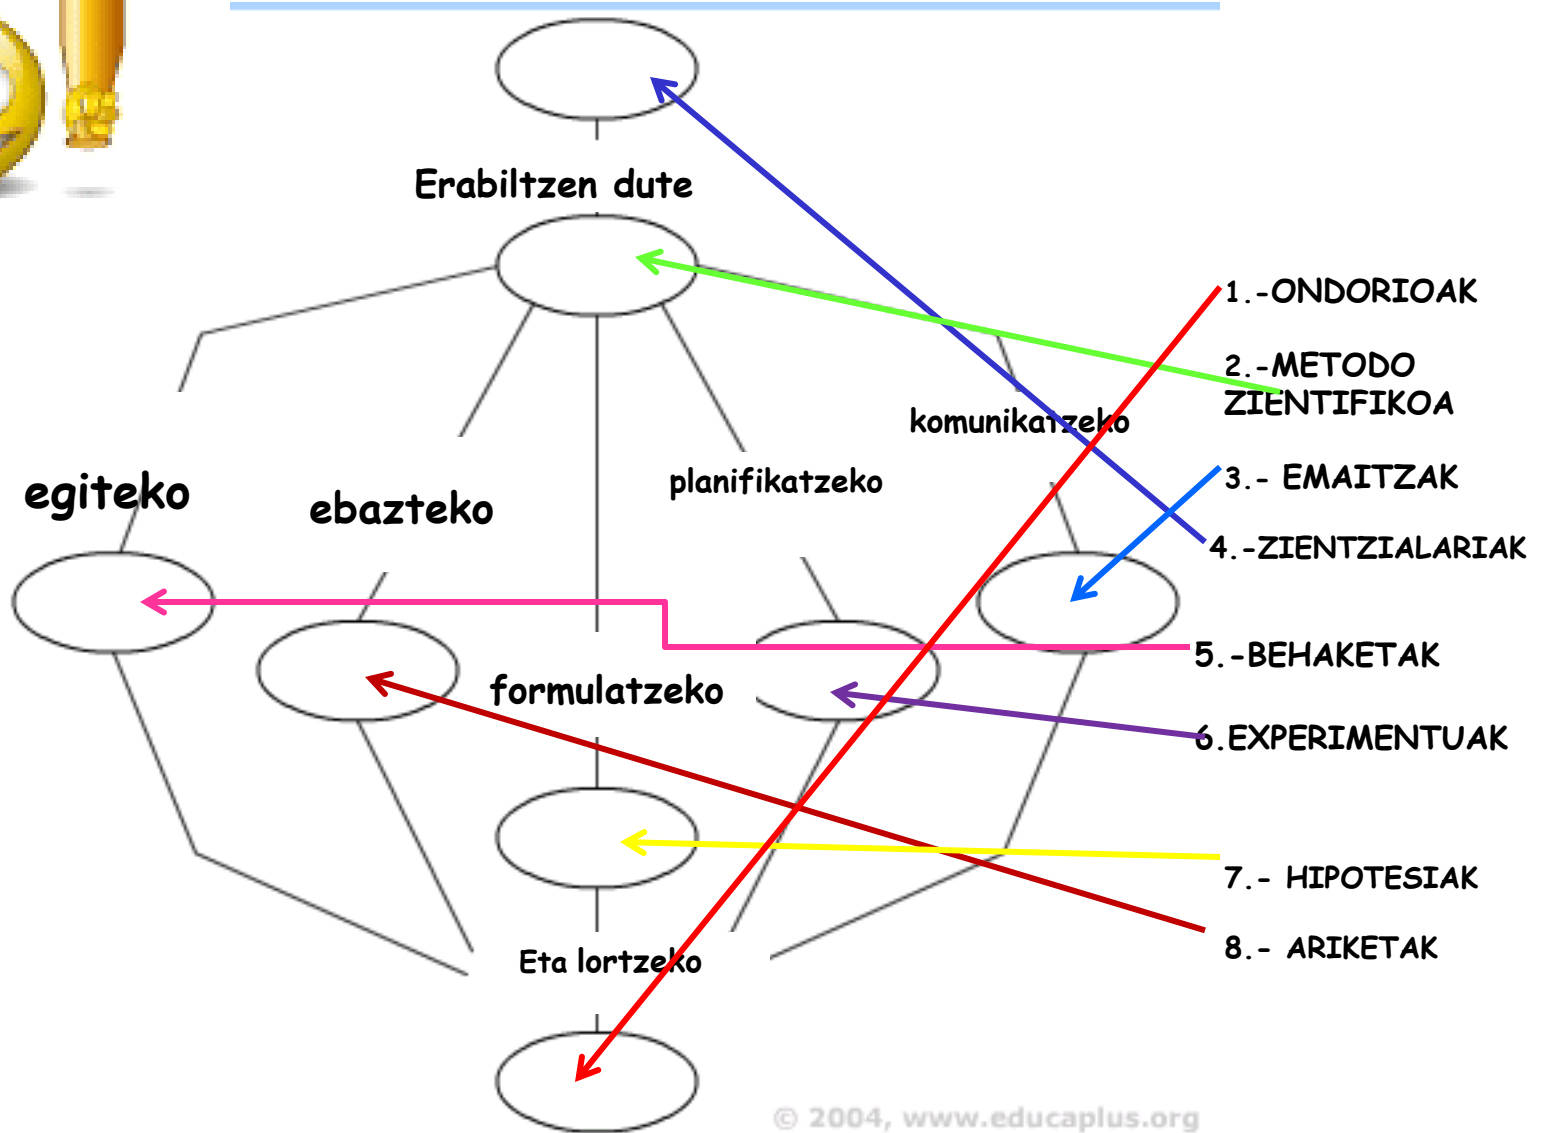 Erabiltzen dute
1.-ONDORIOAK
2.-METODO
ZIENTIFIKOA
komunikatzeko
3.- EMAITZAK
planifikatzeko
egiteko
ebazteko
4.-ZIENTZIALARIAK
5.-BEHAKETAK
formulatzeko
6.EXPERIMENTUAK
7.- HIPOTESIAK
8.- ARIKETAK
Eta lortzeko
© 2004, www.educaplus.org